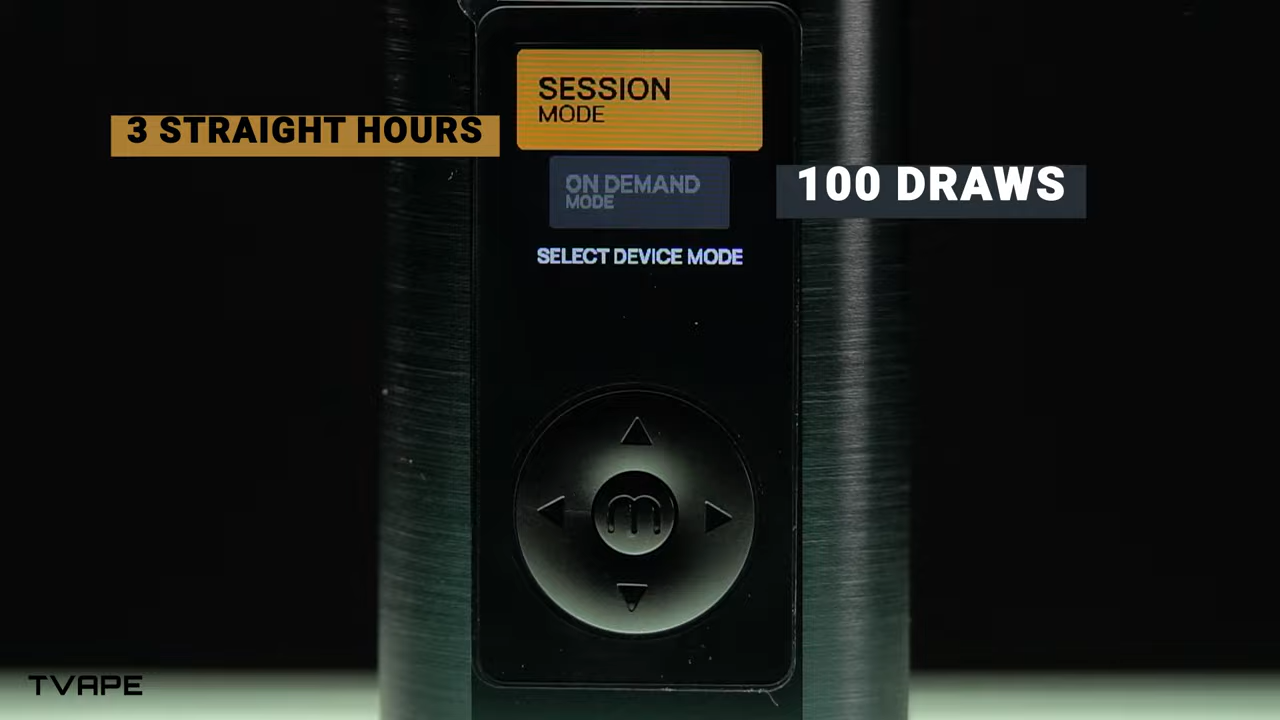 SESSION
MODE
3 STRAIGHT HOURS
ON DEMAND
MODE
100 DRAWS
SELECT DEVICE MODE
m
TVAPE